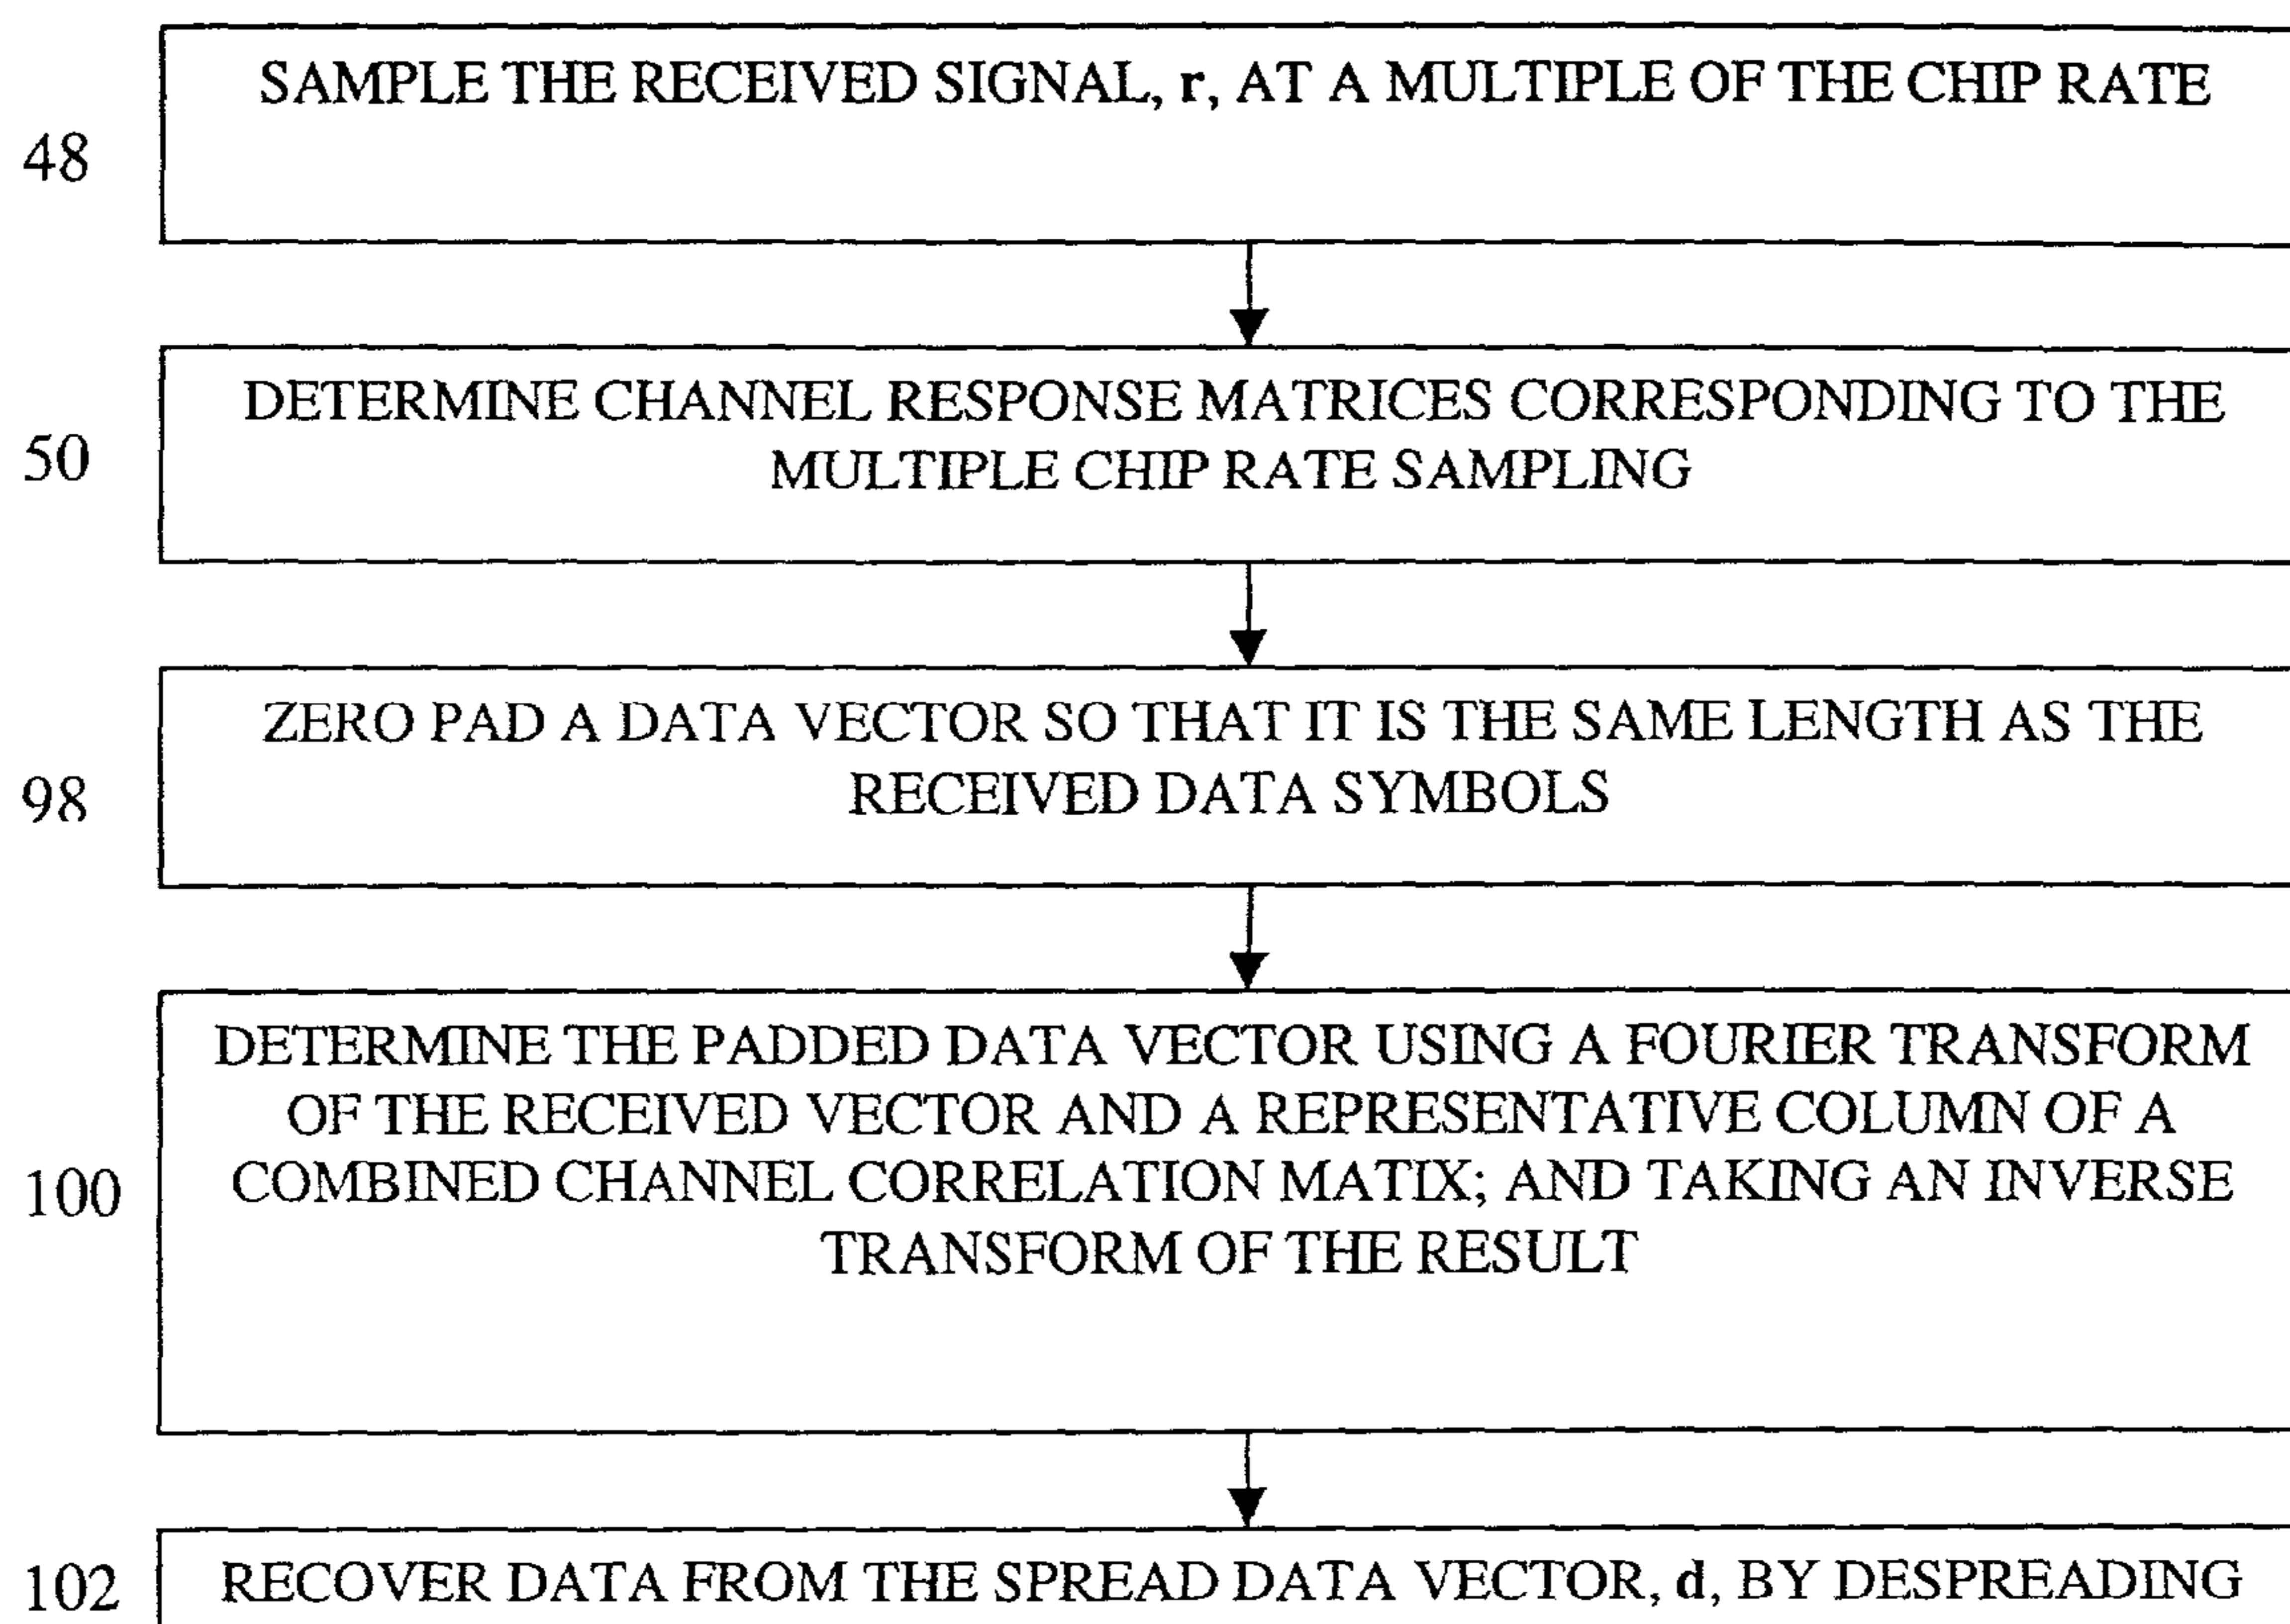 SAMPLE THE RECEIVED SIGNAL, r, AT A MULTIPLE OF THE CHIP RATE
48
DETERMINE CHANNEL RESPONSE MATRICES CORRESPONDING TO THE
MULTIPLE CHIP RATE SAMPLING
50
ZERO PAD A DATA VECTOR SO THAT IT IS THE SAME LENGTH AS THE
RECEIVED DATA SYMBOLS
98
DETERMINE THE PADDED DATA VECTOR USING A FOURIER TRANSFORM
OF THE RECEIVED VECTOR AND A REPRESENTATIVE COLUMN OF A
COMBINED CHANNEL CORRELATION MATIX; AND TAKING AN INVERSE
TRANSFORM OF THE RESULT
100
102 RECOVER DATA FROM THE SPREAD DATA VECTOR, d, BY DESPREADING